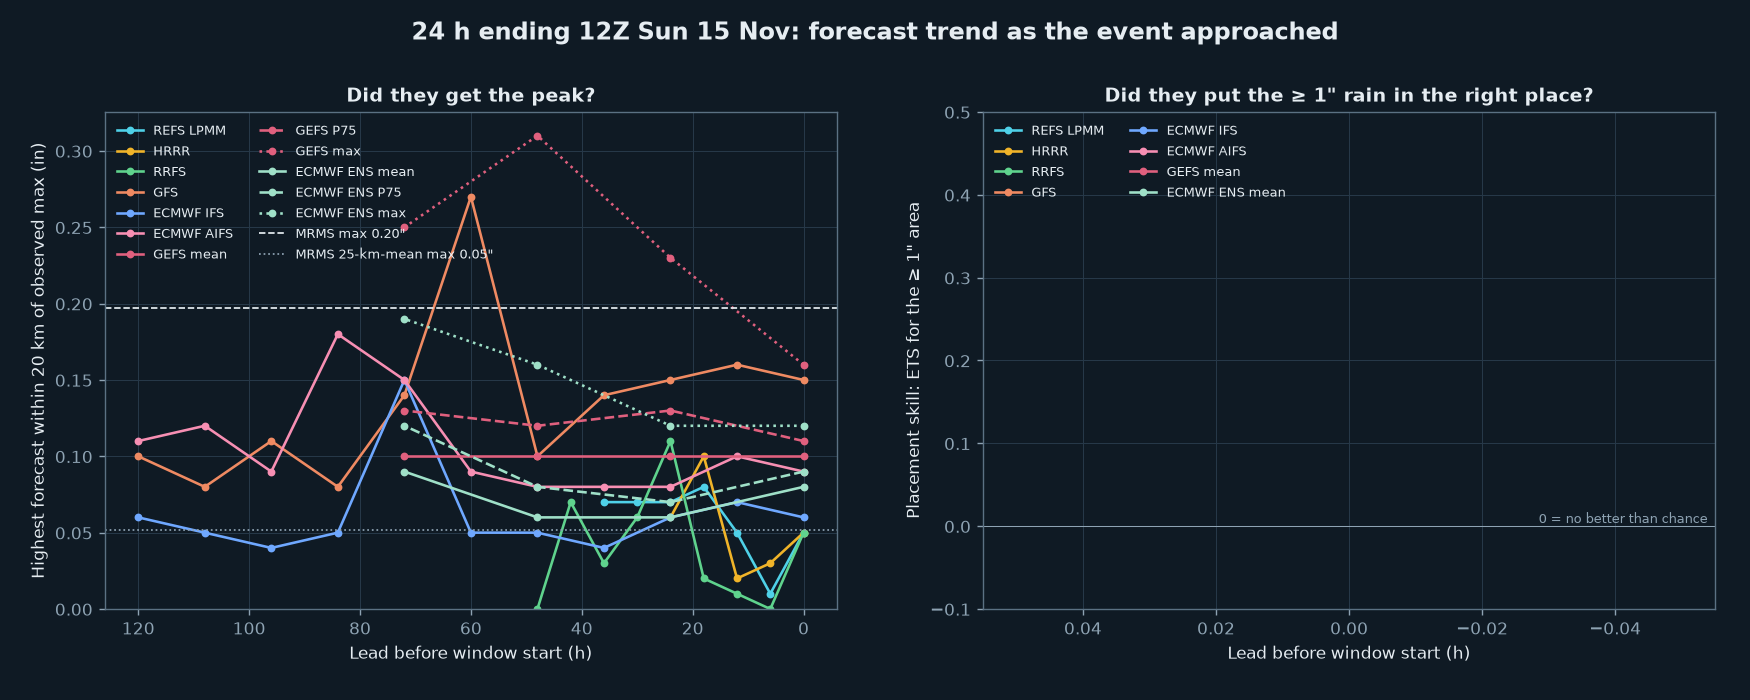 24 h ending 12Z Sun 15 Nov: forecast trend as the event approached
Did they get the peak?
Highest forecast within 20 km of observed max (in)
0.30
0.25
0.20
0.15
0.10
0.05
0.00
REFS LPMM
HRRR
RRFS
GFS
ECMWF IFS
ECMWF AIFS
GEFS mean
GEFS P75
GEFS max
ECMWF ENS mean
ECMWF ENS P75
ECMWF ENS max
MRMS max 0.20"
MRMS 25-km-mean max 0.05"
120 100 80 60 40 20 0
Lead before window start (h)
Did they put the ≥ 1" rain in the right place?
Placement skill: ETS for the ≥ 1" area
0.5
0.4
0.3
0.2
0.1
0.0
−0.1
REFS LPMM
HRRR
RRFS
GFS
ECMWF IFS
ECMWF AIFS
GEFS mean
ECMWF ENS mean
0 = no better than chance
0.04 0.02 0.00 −0.02 −0.04
Lead before window start (h)